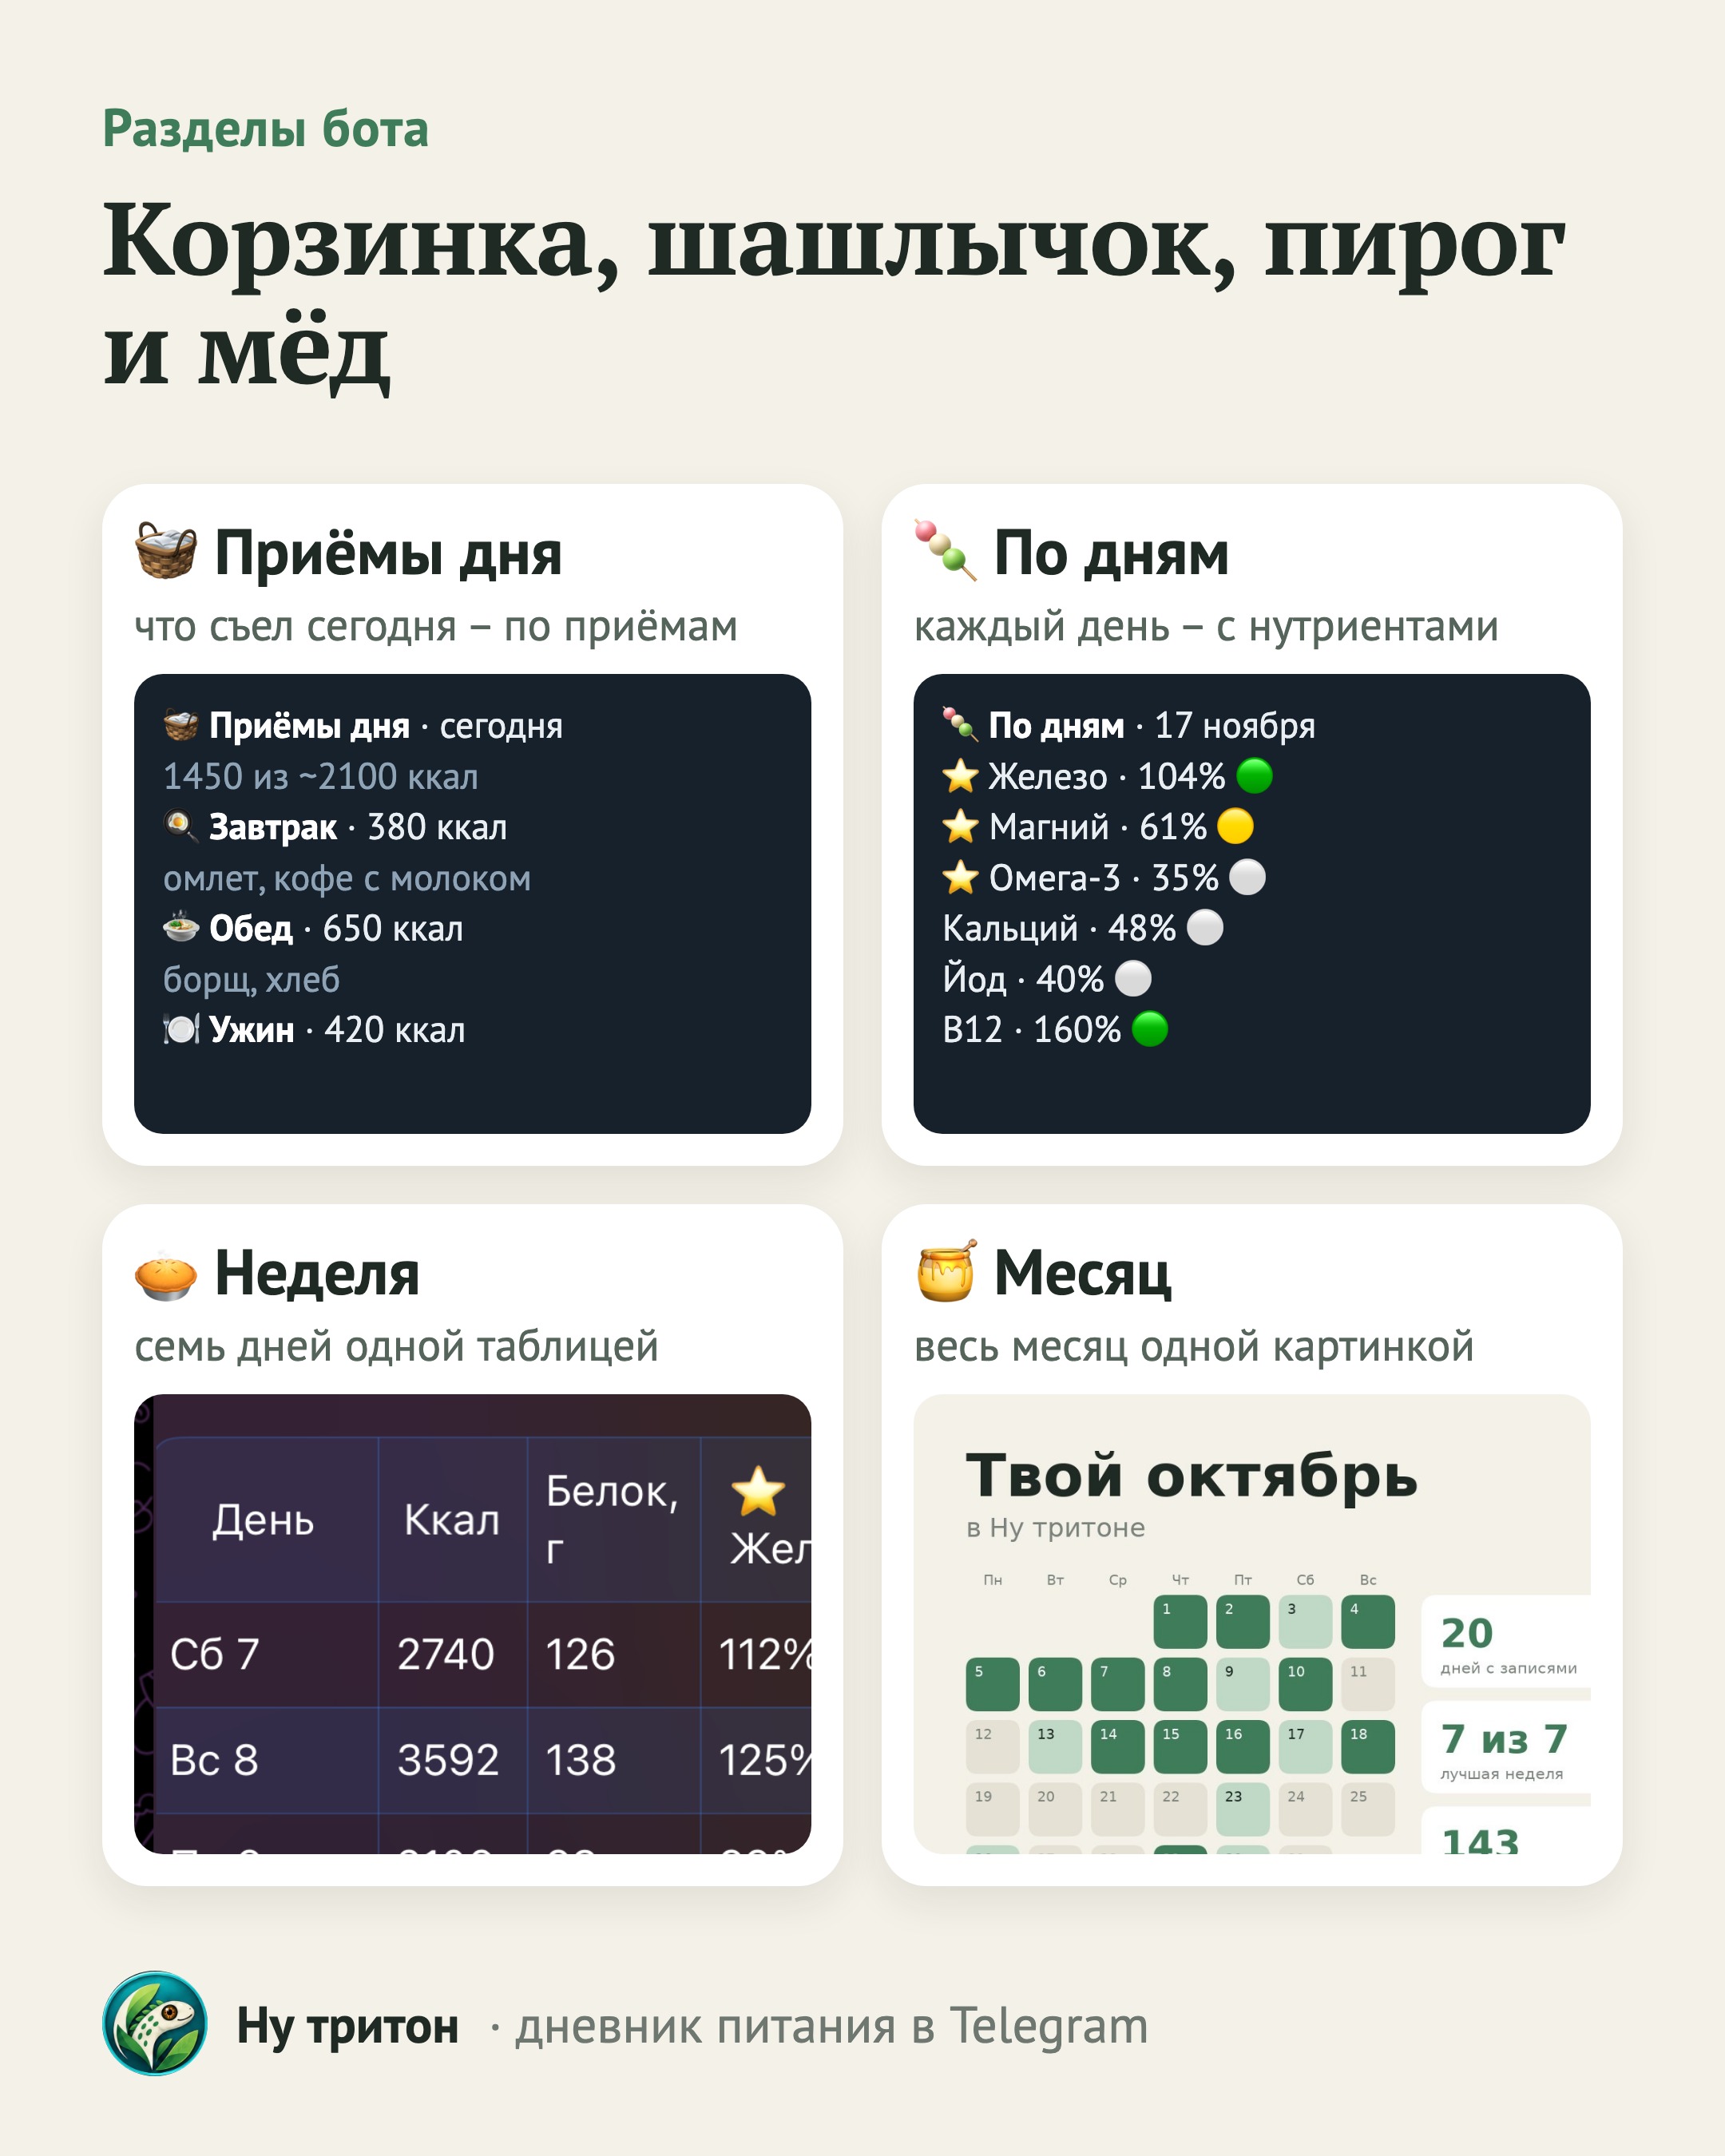 Разделы бота
Корзинка, шашлычок, пирог
и мёд
🧺 Приёмы дня
что съел сегодня – по приёмам
🧺 Приёмы дня · сегодня
1450 из ~2100 ккал
🍳 Завтрак · 380 ккал
омлет, кофе с молоком
🍲 Обед · 650 ккал
борщ, хлеб
🍽 Ужин · 420 ккал
🍡 По дням
каждый день – с нутриентами
🍡 По дням · 17 ноября
⭐ Железо · 104% 🟢
⭐ Магний · 61% 🟡
⭐ Омега-3 · 35% ⚪
Кальций · 48% ⚪
Йод · 40% ⚪
B12 · 160% 🟢
🥧 Неделя
семь дней одной таблицей
День Ккал Белок, г ⭐ Жел
Сб 7 2740 126 112%
Вс 8 3592 138 125%
🍯 Месяц
весь месяц одной картинкой
Твой октябрь
в Ну тритоне
Пн Вт Ср Чт Пт Сб Вс
1 2 3 4
5 6 7 8 9 10 11
12 13 14 15 16 17 18
19 20 21 22 23 24 25
20
дней с записями
7 из 7
лучшая неделя
143
Ну тритон · дневник питания в Telegram